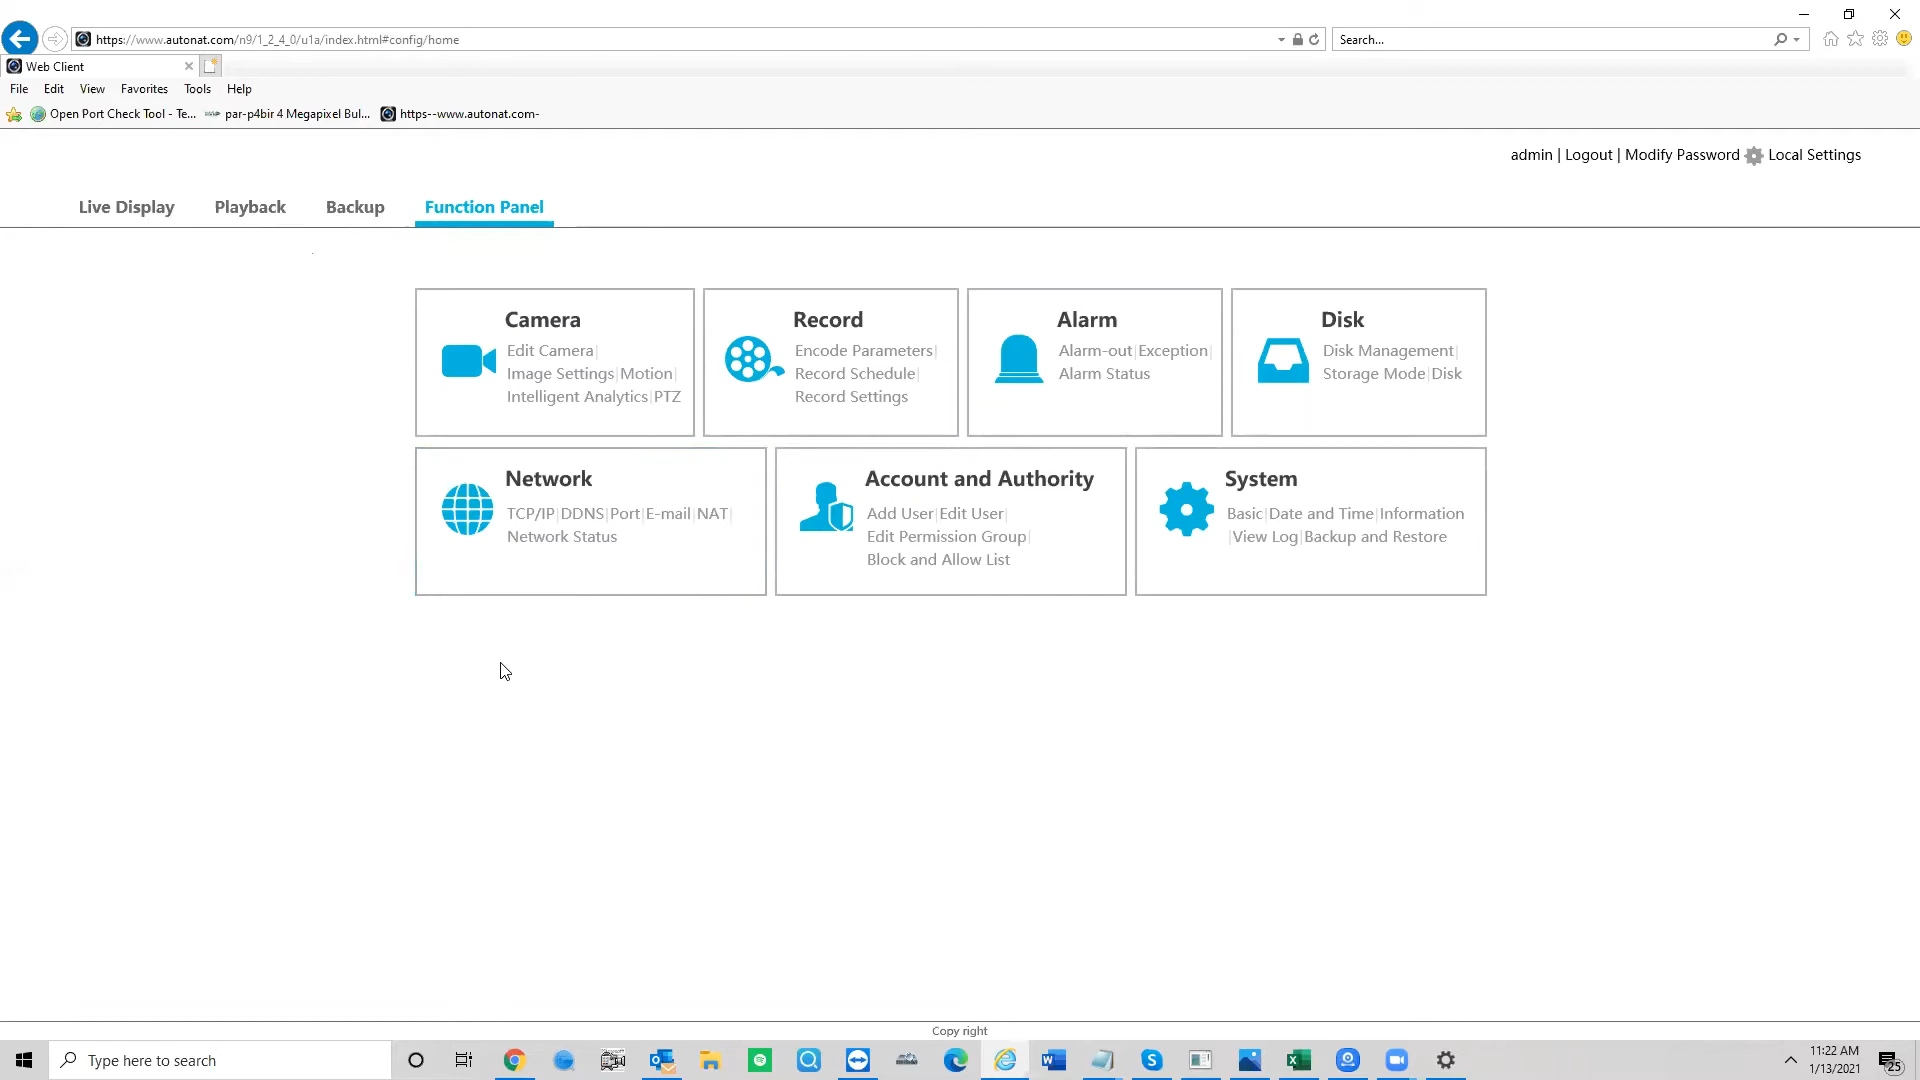 https://www.autonat.com/n9/1_2_4_0/u1a/index.html#config/home
Search...
Web Client
File Edit View Favorites Tools Help
Open Port Check Tool - Te... par-p4bir 4 Megapixel Bul... https--www.autonat.com-
admin | Logout | Modify Password Local Settings
Live Display Playback Backup Function Panel
Camera
Edit Camera|
Image Settings|Motion|
Intelligent Analytics|PTZ
Record
Encode Parameters|
Record Schedule|
Record Settings
Alarm
Alarm-out|Exception|
Alarm Status
Disk
Disk Management|
Storage Mode|Disk
Network
TCP/IP|DDNS|Port|E-mail|NAT|
Network Status
Account and Authority
Add User|Edit User|
Edit Permission Group|
Block and Allow List
System
Basic|Date and Time|Information
|View Log|Backup and Restore
Copy right
Type here to search
11:22 AM
1/13/2021
25